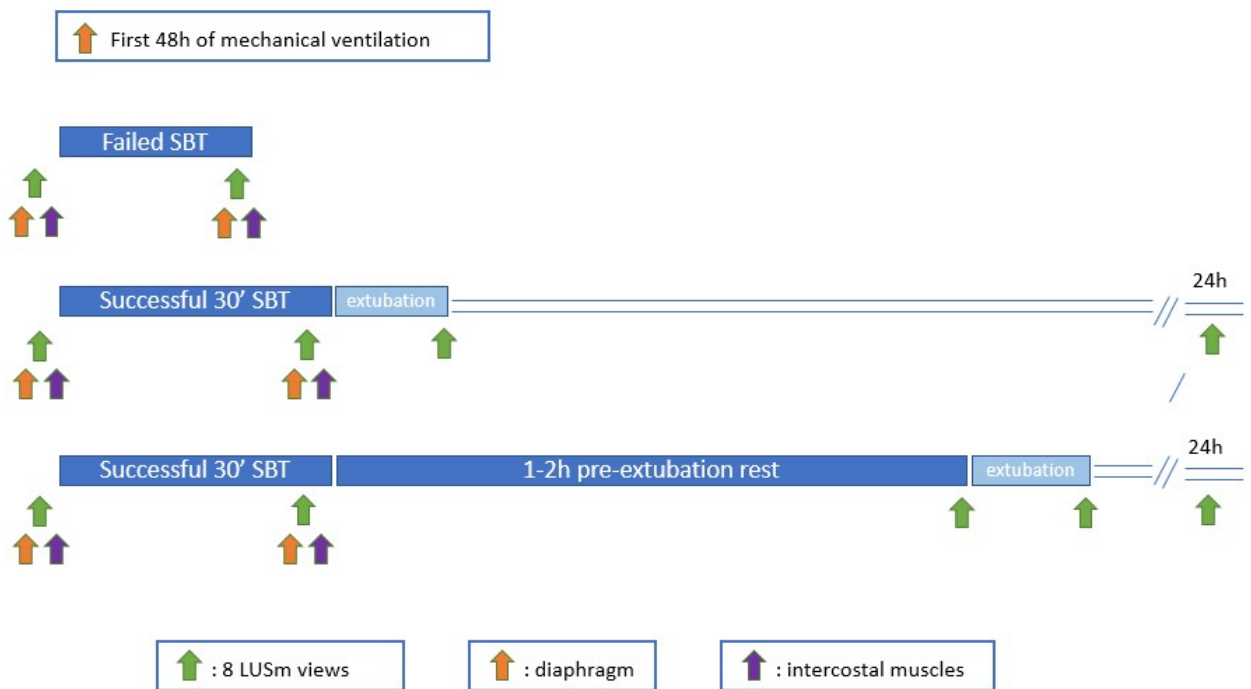 First 48h of mechanical ventilation
Failed SBT
Successful 30' SBT
extubation
24h
Successful 30' SBT
1-2h pre-extubation rest
extubation
24h
: 8 LUSm views
: diaphragm
: intercostal muscles